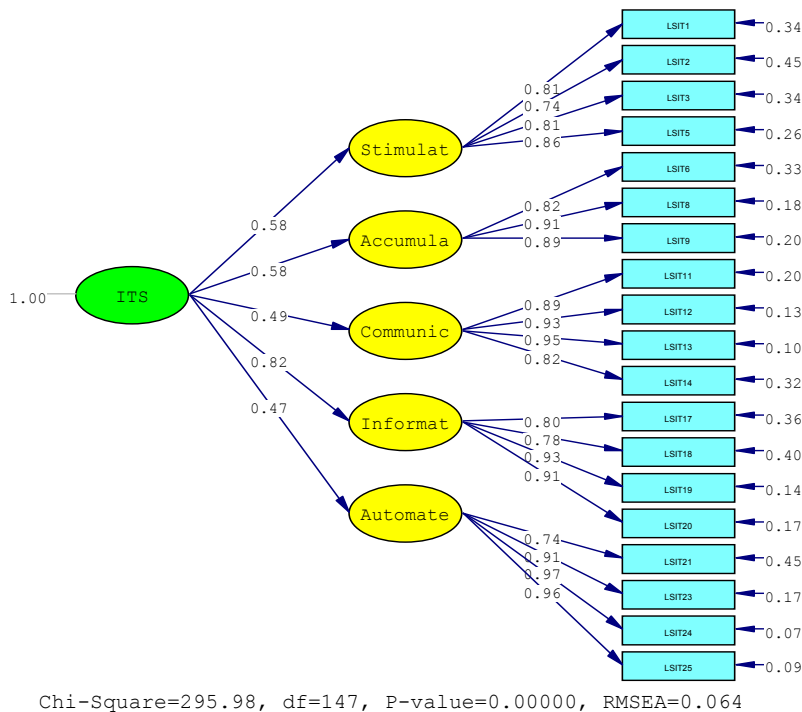 LSIT1
0.34
LSIT2
0.45
0.81
0.74
LSIT3
0.34
0.81
LSIT5
0.26
0.86
Stimulat
LSIT6
0.33
0.82
LSIT8
0.18
0.91
0.58
Accumula
LSIT9
0.20
0.89
0.58
LSIT11
0.20
1.00
ITS
0.89
LSIT12
0.13
0.49
Communic
0.93
LSIT13
0.10
0.95
0.82
0.82
LSIT14
0.32
0.47
Informat
0.80
LSIT17
0.36
0.78
LSIT18
0.40
0.93
0.91
LSIT19
0.14
Automate
LSIT20
0.17
0.74
0.91
LSIT21
0.45
0.97
0.96
LSIT23
0.17
LSIT24
0.07
LSIT25
0.09
Chi-Square=295.98, df=147, P-value=0.00000, RMSEA=0.064